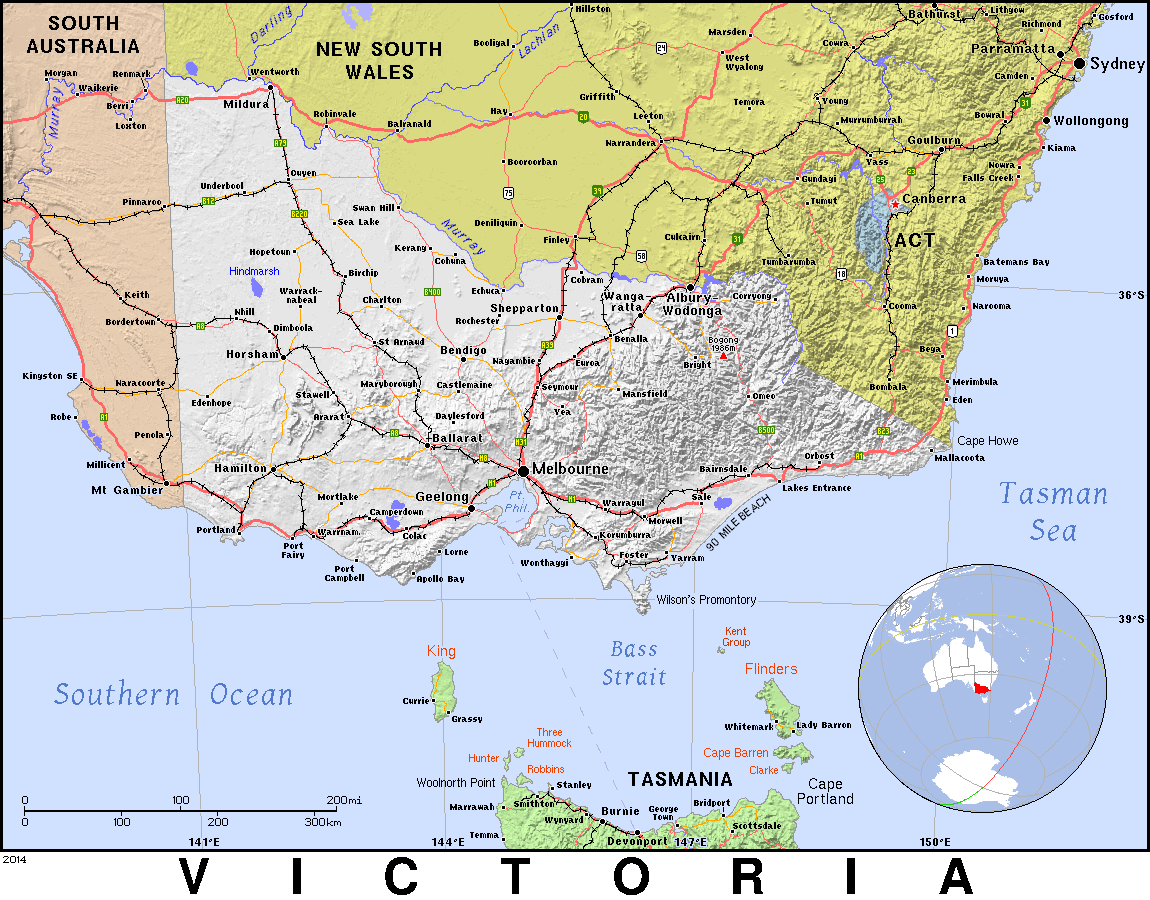 SOUTH
AUSTRALIA
NEW SOUTH
WALES
Darling
Lachlan
Hillston
Booligal
Marsden
24
West
Wyalong
Cowra
Bathurst
Lithgow
Richmond
Gosford
Parramatta
Sydney
Camden
Morgan
Renmark
Waikerie
Berri
Loxton
Murray
A20
Wentworth
Mildura
Robinvale
Balranald
Hay
20
Griffith
Leeton
Temora
Young
Murrumburrah
Bowral
31
Wollongong
Narrandera
Goulburn
Kiama
A79
Booroorban
Yass
Nowra
Falls Creek
Ouyen
Underbool
Pinnaroo
B12
B220
75
39
Gundagi
25
23
Tumut
Canberra
Swan Hill
Sea Lake
Deniliquin
Murray
Finley
Culcairn
31
58
ACT
Hopetoun
Kerang
Cohuna
Tumbarumba
18
Batemans Bay
Moruya
Hindmarsh
Birchip
Cobram
Echuca
B400
Keith
Warrack-
nabeal
Charlton
Shepparton
Wanga-
ratta
Albury-
Wodonga
Corryong
Cooma
Narooma
36°S
Bordertown
A8
Nhill
Dimboola
Rochester
St Arnaud
Bendigo
A39
Benalla
Bogong
1986m
Bright
1
Bega
Horsham
Nagambie
Euroa
Kingston SE
Naracoorte
Maryborough
Castlemaine
Seymour
Mansfield
Omeo
Bombala
Merimbula
Eden
Edenhope
Stawell
Robe
A1
Ararat
Daylesford
Yea
Penola
A8
Ballarat
M31
B500
B23
Cape Howe
Millicent
Hamilton
M8
Melbourne
Bairnsdale
Orbost
A1
Mallacoota
Mt Gambier
Mortlake
Geelong
M1
Pt.
Phil.
M1
Warragul
Sale
Lakes Entrance
Tasman
Sea
Portland
Camperdown
Morwell
90 MILE BEACH
Port
Fairy
Warrnam.
Colac
Korumburra
Lorne
Foster
Yarram
Wonthaggi
Port
Campbell
Apollo Bay
Wilson's Promontory
39°S
King
Bass
Strait
Kent
Group
Flinders
Southern Ocean
Currie
Grassy
Whitemark
Lady Barron
Three
Hummock
Hunter
Cape Barren
Robbins
Clarke
Woolnorth Point
Stanley
TASMANIA
Cape
Portland
0 100 200mi
0 100 200 300km
Marrawah
Smithton
Wynyard
Burnie
George
Town
Bridport
Scottsdale
Temma
Devonport
141°E
144°E
147°E
150°E
2014
VICTORIA